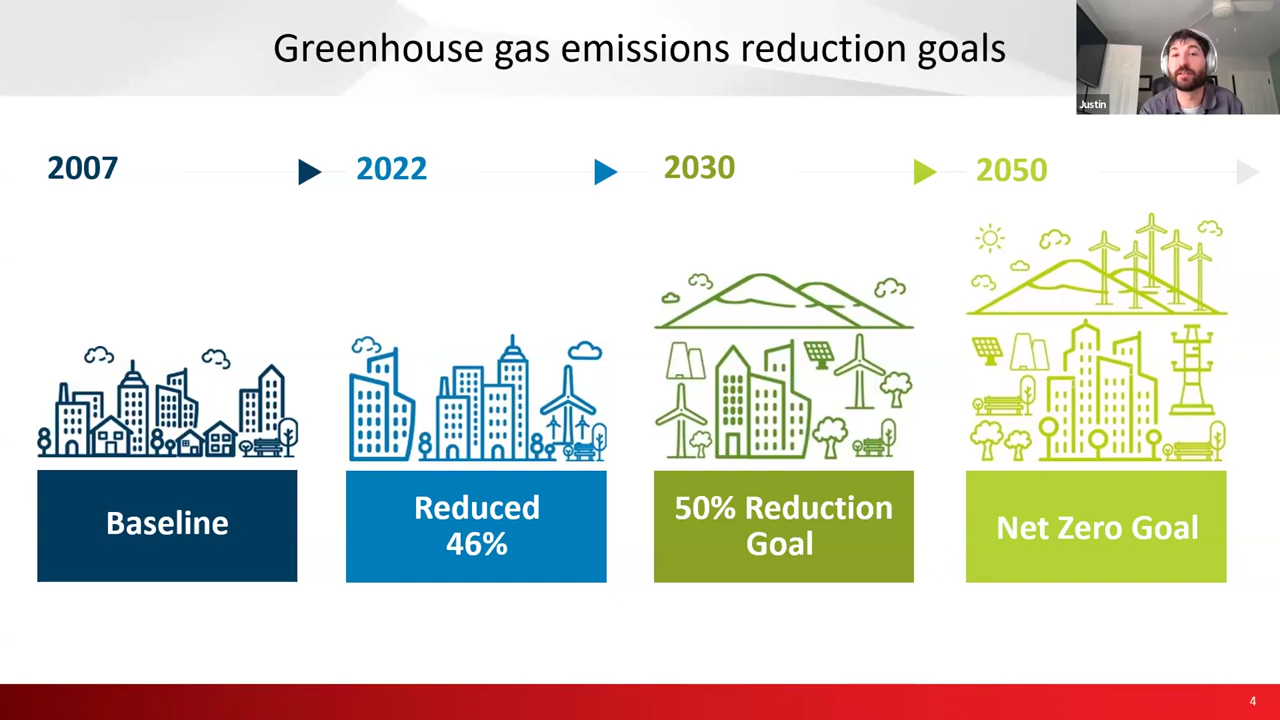 Greenhouse gas emissions reduction goals
Justin
2007
2022
2030
2050
Baseline
Reduced
46%
50% Reduction
Goal
Net Zero Goal
4